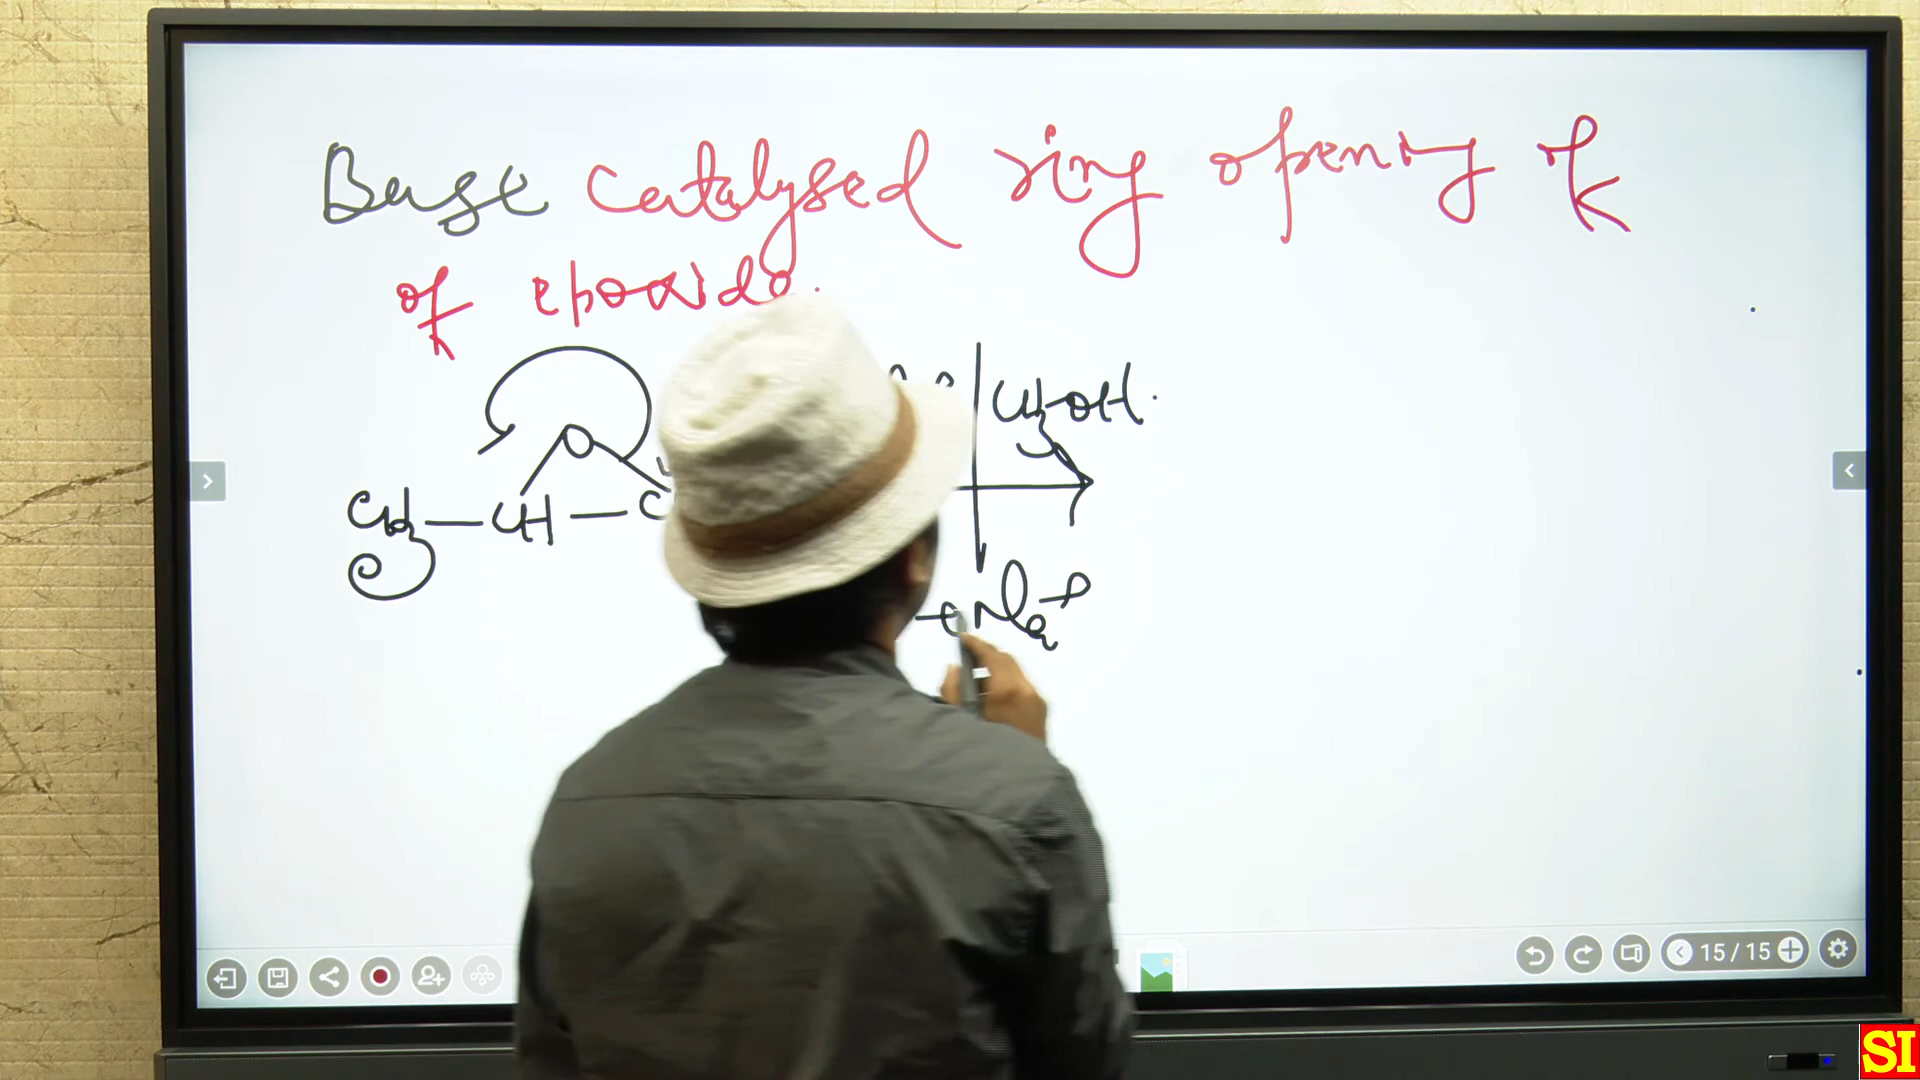 Base catalysed ring opening of
of epoxide.
CH3OH.
O
CH3 — CH — C
Na
15 / 15
SI